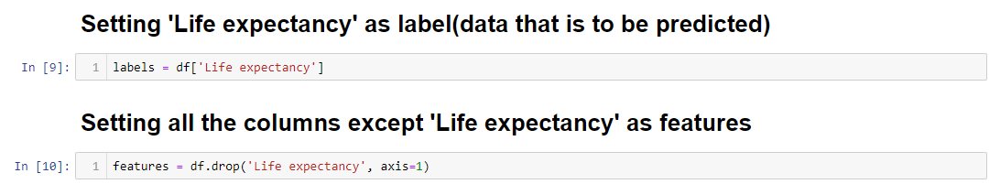 Setting 'Life expectancy' as label(data that is to be predicted)
In [9]: 1 labels = df['Life expectancy']
Setting all the columns except 'Life expectancy' as features
In [10]: 1 features = df.drop('Life expectancy', axis=1)